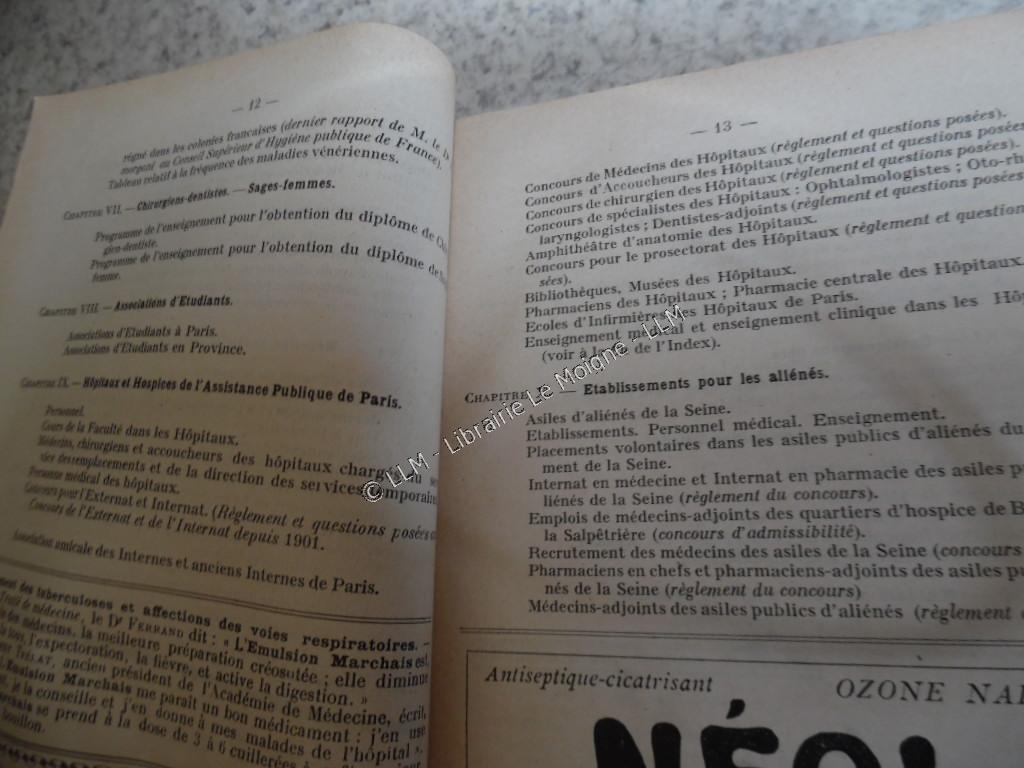 — 12 —
régné dans les colonies françaises (dernier rapport de M. le D
au Conseil Supérieur d'Hygiène publique de France).
Tableau relatif à la fréquence des maladies vénériennes.
CHAPITRE VII. — Chirurgiens-dentistes. — Sages-femmes.
Programme de l'enseignement pour l'obtention du diplôme de Chi
gien-dentiste.
Programme de l'enseignement pour l'obtention du diplôme de
femme.
CHAPITRE VIII. — Associations d'Etudiants.
Associations d'Etudiants à Paris.
Associations d'Etudiants en Province.
CHAPITRE IX. — Hôpitaux et Hospices de l'Assistance Publique de Paris.
Personnel.
Cours de la Faculté dans les Hôpitaux.
Médecins, chirurgiens et accoucheurs des hôpitaux chargés
vice des remplacements et de la direction des services temporaires
Personne médical des hôpitaux.
Concours pour l'Externat et Internat. (Règlement et questions posées
Concours de l'Externat et de l'Internat depuis 1901.
Association amicale des Internes et anciens Internes de Paris.
des tuberculoses et affections des voies respiratoires. —
de médecine, le Dr FERRAND dit : « L'Emulsion Marchais est,
des médecins, la meilleure préparation créosotée ; elle diminue
la toux, l'expectoration, la fièvre, et active la digestion. »
ancien président de l'Académie de Médecine, écrit,
Emulsion Marchais me paraît un bon médicament : j'en use
je la conseille et j'en donne à mes malades de l'hôpital ».
Marchais se prend à la dose de 3 à 6 cuillerées à
bouillon.
— 13 —
Concours de Médecins des Hôpitaux (règlement et questions posées).
Concours d'Accoucheurs des Hôpitaux (règlement et questions posées
Concours de chirurgien des Hôpitaux (règlement et questions posées).
Concours de spécialistes des Hôpitaux : Ophtalmologistes ; Oto-rhi
laryngologistes ; Dentistes-adjoints (règlement et questions posées
Amphithéâtre d'anatomie des Hôpitaux.
Concours pour le prosectorat des Hôpitaux (règlement et question
sées).
Bibliothèques, Musées des Hôpitaux.
Pharmaciens des Hôpitaux ; Pharmacie centrale des Hôpitaux.
Ecoles d'Infirmières des Hôpitaux de Paris.
Enseignement médical et enseignement clinique dans les Hôp
(voir à la de l'Index).
CHAPITRE — Etablissements pour les aliénés.
Asiles d'aliénés de la Seine.
Etablissements. Personnel médical. Enseignement.
Placements volontaires dans les asiles publics d'aliénés du
ment de la Seine.
Internat en médecine et Internat en pharmacie des asiles p
liénés de la Seine (règlement du concours).
Emplois de médecins-adjoints des quartiers d'hospice de B
la Salpêtrière (concours d'admissibilité).
Recrutement des médecins des asiles de la Seine (concours
Pharmaciens en chefs et pharmaciens-adjoints des asiles pu
nés de la Seine (règlement du concours)
Médecins-adjoints des asiles publics d'aliénés (règlement
Antiseptique-cicatrisant
OZONE NA
NÉOL
© LLM - Librairie Le Moigne - LLM